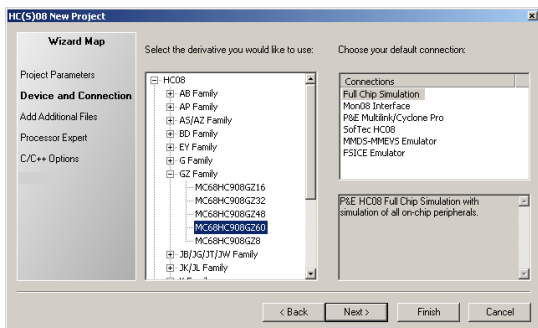 HC(S)08 New Project
Wizard Map
Project Parameters
Device and Connection
Add Additional Files
Processor Expert
C/C++ Options
Select the derivative you would like to use:
HC08
AB Family
AP Family
AS/AZ Family
BD Family
EY Family
G Family
GZ Family
MC68HC908GZ16
MC68HC908GZ32
MC68HC908GZ48
MC68HC908GZ60
MC68HC908GZ8
JB/JG/JT/JW Family
JK/JL Family
Choose your default connection:
Connections
Full Chip Simulation
Mon08 Interface
P&E Multilink/Cyclone Pro
SofTec HC08
MMDS-MMEVS Emulator
FSICE Emulator
P&E HC08 Full Chip Simulation with
simulation of all on-chip peripherals.
< Back
Next >
Finish
Cancel